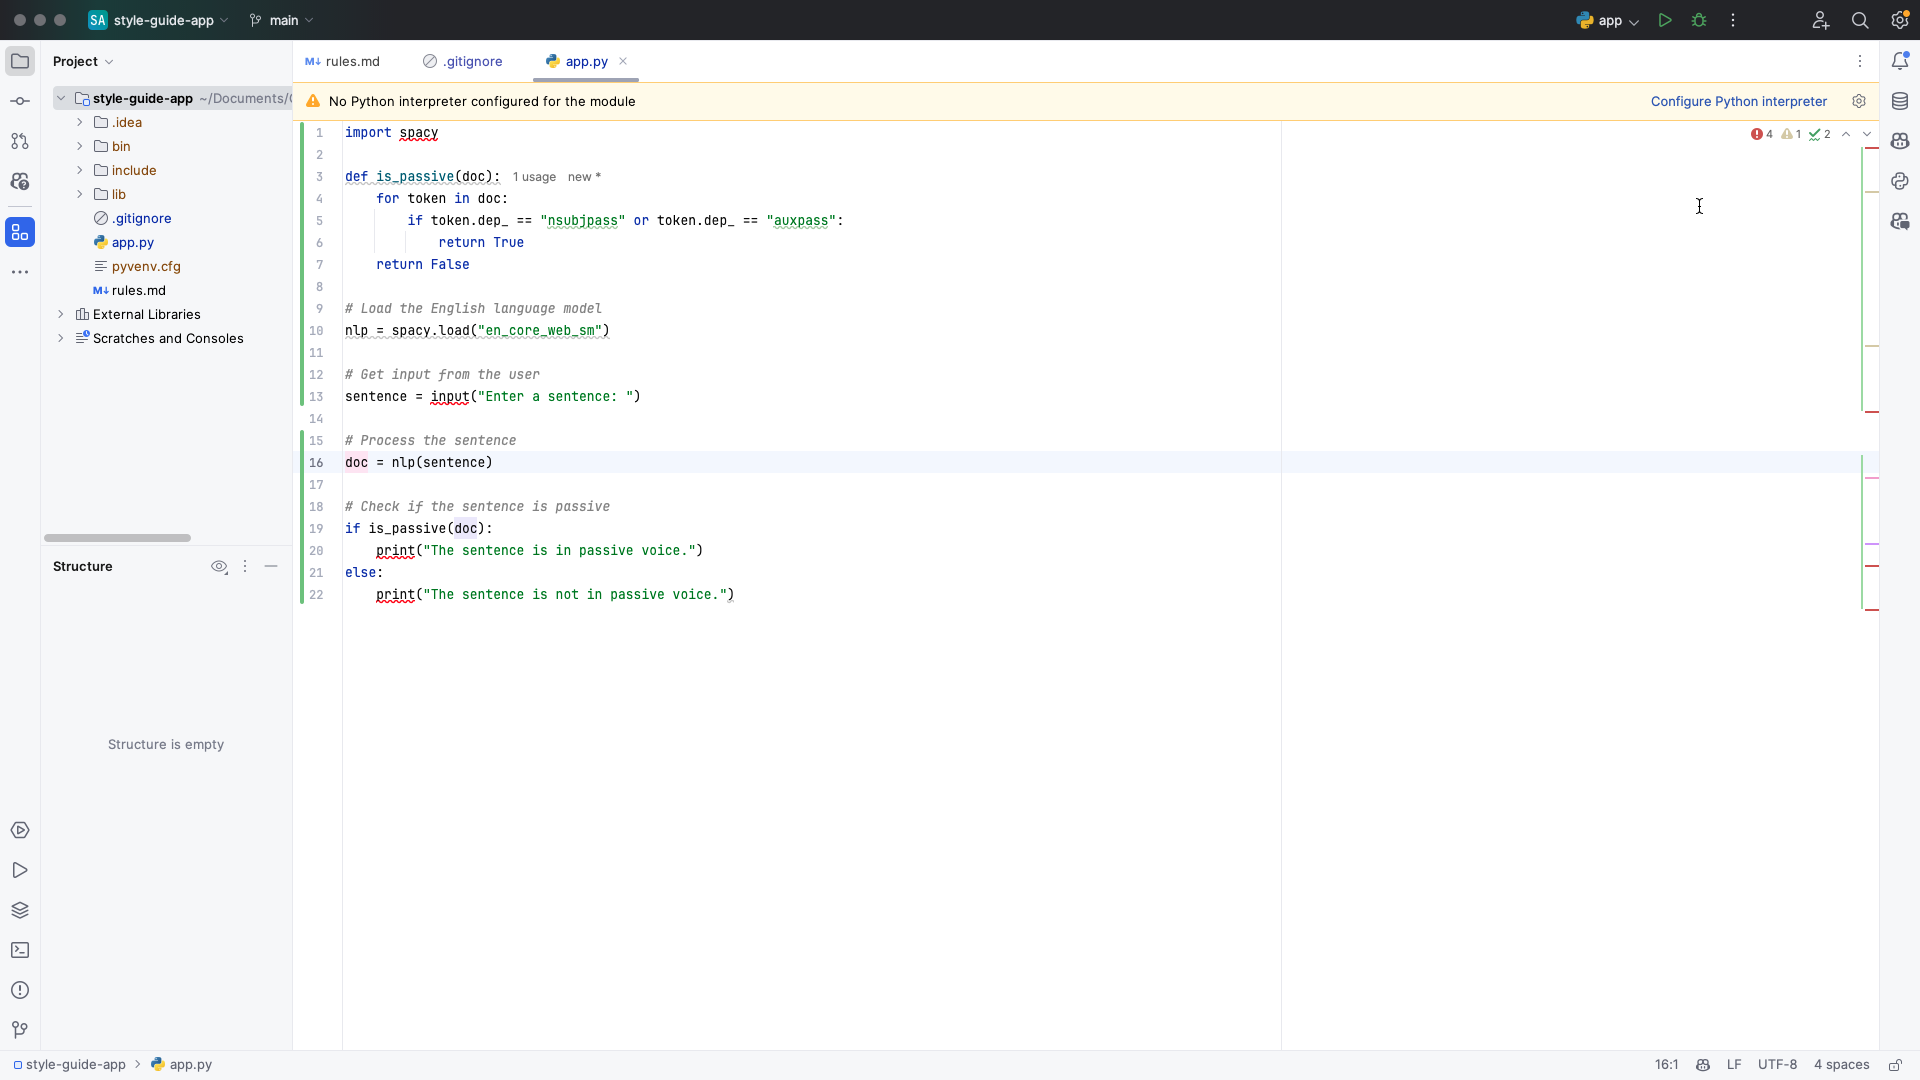 SA style-guide-app main app
Project
style-guide-app ~/Documents/
.idea
bin
include
lib
.gitignore
app.py
pyvenv.cfg
M↓ rules.md
External Libraries
Scratches and Consoles
Structure
Structure is empty
M↓ rules.md .gitignore app.py
No Python interpreter configured for the module Configure Python interpreter
4 1 2
1 import spacy
2
3 def is_passive(doc): 1 usage new *
4 for token in doc:
5 if token.dep_ == "nsubjpass" or token.dep_ == "auxpass":
6 return True
7 return False
8
9 # Load the English language model
10 nlp = spacy.load("en_core_web_sm")
11
12 # Get input from the user
13 sentence = input("Enter a sentence: ")
14
15 # Process the sentence
16 doc = nlp(sentence)
17
18 # Check if the sentence is passive
19 if is_passive(doc):
20 print("The sentence is in passive voice.")
21 else:
22 print("The sentence is not in passive voice.")
style-guide-app app.py 16:1 LF UTF-8 4 spaces